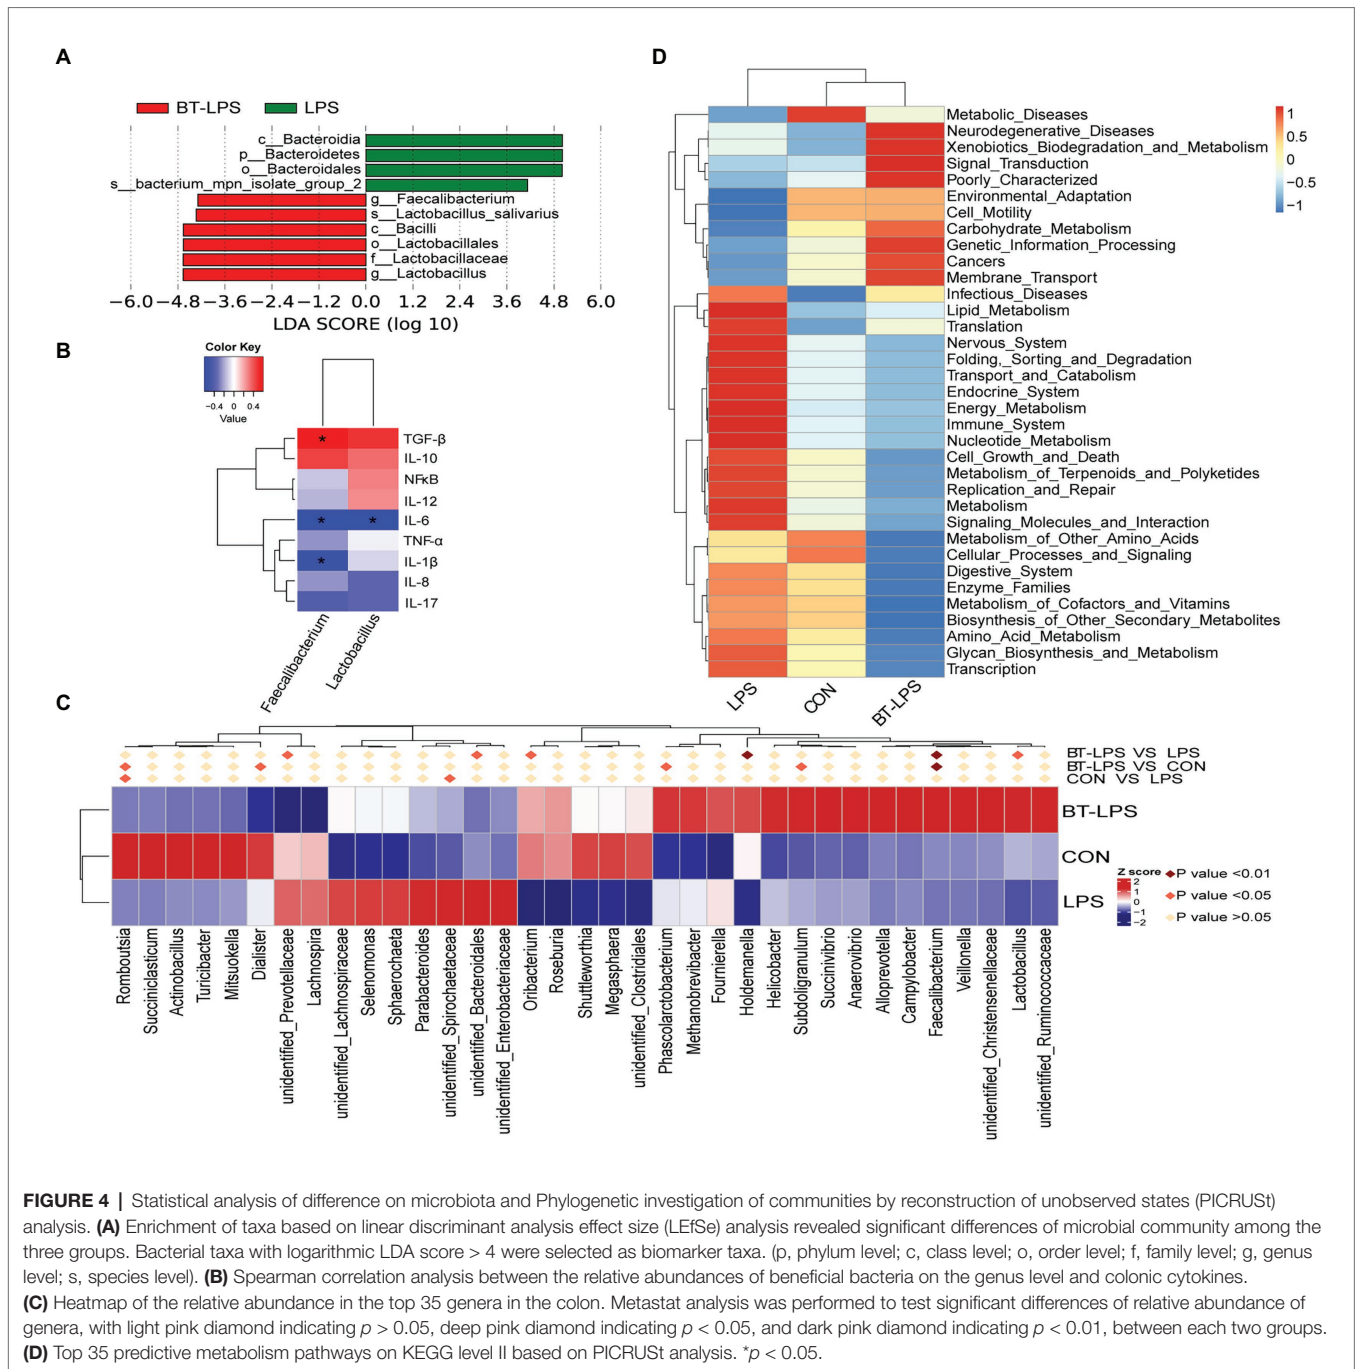 A
BT-LPS LPS
c__Bacteroidia
p__Bacteroidetes
o__Bacteroidales
s__bacterium_mpn_isolate_group_2
g__Faecalibacterium
s__Lactobacillus_salivarius
c__Bacilli
o__Lactobacillales
f__Lactobacillaceae
g__Lactobacillus
−6.0 −4.8 −3.6 −2.4 −1.2 0.0 1.2 2.4 3.6 4.8 6.0
LDA SCORE (log 10)
B
Color Key
−0.4 0 0.4
Value
* TGF-β
IL-10
NFκB
IL-12
* * IL-6
TNF-α
* IL-1β
IL-8
IL-17
Faecalibacterium
Lactobacillus
D
1
0.5
0
−0.5
−1
Metabolic_Diseases
Neurodegenerative_Diseases
Xenobiotics_Biodegradation_and_Metabolism
Signal_Transduction
Poorly_Characterized
Environmental_Adaptation
Cell_Motility
Carbohydrate_Metabolism
Genetic_Information_Processing
Cancers
Membrane_Transport
Infectious_Diseases
Lipid_Metabolism
Translation
Nervous_System
Folding,_Sorting_and_Degradation
Transport_and_Catabolism
Endocrine_System
Energy_Metabolism
Immune_System
Nucleotide_Metabolism
Cell_Growth_and_Death
Metabolism_of_Terpenoids_and_Polyketides
Replication_and_Repair
Metabolism
Signaling_Molecules_and_Interaction
Metabolism_of_Other_Amino_Acids
Cellular_Processes_and_Signaling
Digestive_System
Enzyme_Families
Metabolism_of_Cofactors_and_Vitamins
Biosynthesis_of_Other_Secondary_Metabolites
Amino_Acid_Metabolism
Glycan_Biosynthesis_and_Metabolism
Transcription
LPS
CON
BT-LPS
C
BT-LPS VS LPS
BT-LPS VS CON
CON VS LPS
BT-LPS
CON
LPS
Z score
2
1
0
−1
−2
P value <0.01
P value <0.05
P value >0.05
Romboutsia
Succiniclasticum
Actinobacillus
Turicibacter
Mitsuokella
Dialister
unidentified_Prevotellaceae
Lachnospira
unidentified_Lachnospiraceae
Selenomonas
Sphaerochaeta
Parabacteroides
unidentified_Spirochaetaceae
unidentified_Bacteroidales
unidentified_Enterobacteriaceae
Oribacterium
Roseburia
Shuttleworthia
Megasphaera
unidentified_Clostridiales
Phascolarctobacterium
Methanobrevibacter
Fournierella
Holdemanella
Helicobacter
Subdoligranulum
Succinivibrio
Anaerovibrio
Alloprevotella
Campylobacter
Faecalibacterium
Veillonella
unidentified_Christensenellaceae
Lactobacillus
unidentified_Ruminococcaceae
FIGURE 4 | Statistical analysis of difference on microbiota and Phylogenetic investigation of communities by reconstruction of unobserved states (PICRUSt)
analysis. (A) Enrichment of taxa based on linear discriminant analysis effect size (LEfSe) analysis revealed significant differences of microbial community among the
three groups. Bacterial taxa with logarithmic LDA score > 4 were selected as biomarker taxa. (p, phylum level; c, class level; o, order level; f, family level; g, genus
level; s, species level). (B) Spearman correlation analysis between the relative abundances of beneficial bacteria on the genus level and colonic cytokines.
(C) Heatmap of the relative abundance in the top 35 genera in the colon. Metastat analysis was performed to test significant differences of relative abundance of
genera, with light pink diamond indicating p > 0.05, deep pink diamond indicating p < 0.05, and dark pink diamond indicating p < 0.01, between each two groups.
(D) Top 35 predictive metabolism pathways on KEGG level II based on PICRUSt analysis. *p < 0.05.